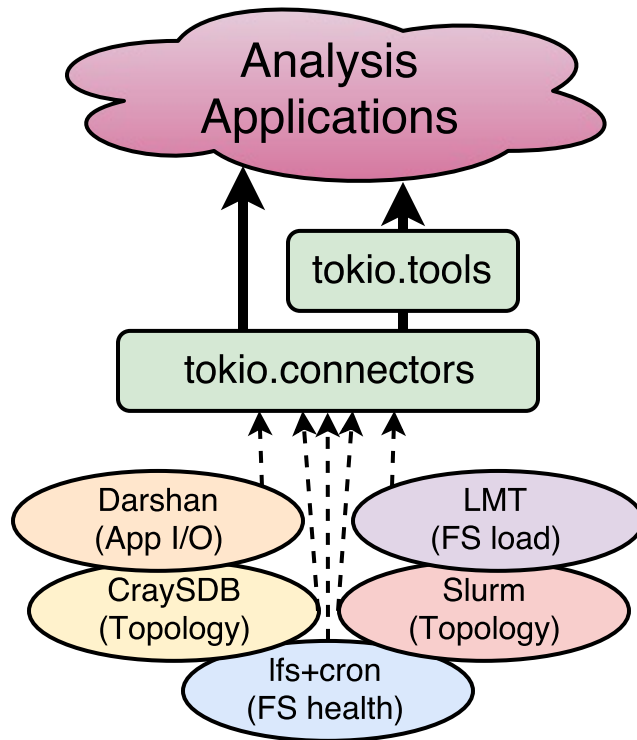 Analysis
Applications
tokio.tools
tokio.connectors
Darshan
(App I/O)
LMT
(FS load)
CraySDB
(Topology)
Slurm
(Topology)
lfs+cron
(FS health)